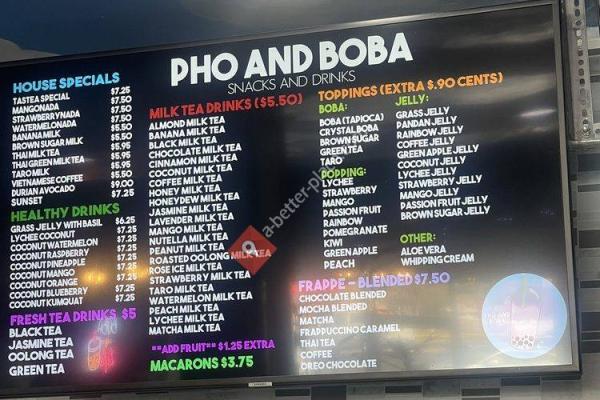 PHO AND BOBA
SNACKS AND DRINKS
HOUSE SPECIALS
TASTEA SPECIAL $7.25
MANGONADA $7.50
STRAWBERRYNADA $7.50
WATERMELONADA $7.50
BANANA MILK $5.50
BROWN SUGAR MILK $5.50
THAI MILK TEA $5.95
THAI GREEN MILK TEA $5.95
TARO MILK $5.95
VIETNAMESE COFFEE $5.50
DURIAN AVOCADO $9.00
SUNSET $7.25
HEALTHY DRINKS
GRASS JELLY WITH BASIL $6.25
LYCHEE COCONUT $7.25
COCONUT WATERMELON $7.25
COCONUT RASPBERRY $7.25
COCONUT PINEAPPLE $7.25
COCONUT MANGO $7.25
COCONUT ORANGE $7.25
COCONUT BLUEBERRY $7.25
COCONUT KUMQUAT $7.25
FRESH TEA DRINKS $5
BLACK TEA
JASMINE TEA
OOLONG TEA
GREEN TEA
MILK TEA DRINKS ($5.50)
ALMOND MILK TEA
BANANA MILK TEA
BLACK MILK TEA
CHOCOLATE MILK TEA
CINNAMON MILK TEA
COCONUT MILK TEA
COFFEE MILK TEA
HONEY MILK TEA
HONEYDEW MILK TEA
JASMINE MILK TEA
LAVENDER MILK TEA
MANGO MILK TEA
NUTELLA MILK TEA
PEANUT MILK TEA
ROASTED OOLONG MILK TEA
ROSE ICE MILK TEA
STRAWBERRY MILK TEA
TARO MILK TEA
WATERMELON MILK TEA
PEACH MILK TEA
LYCHEE MILK TEA
MATCHA MILK TEA
**ADD FRUIT** $1.25 EXTRA
MACARONS $3.75
TOPPINGS (EXTRA $.90 CENTS)
BOBA:
BOBA (TAPIOCA)
CRYSTAL BOBA
BROWN SUGAR
GREEN TEA
TARO
POPPING:
LYCHEE
STRAWBERRY
MANGO
PASSION FRUIT
RAINBOW
POMEGRANATE
KIWI
GREEN APPLE
PEACH
JELLY:
GRASS JELLY
PANDAN JELLY
RAINBOW JELLY
COFFEE JELLY
GREEN APPLE JELLY
COCONUT JELLY
LYCHEE JELLY
STRAWBERRY JELLY
MANGO JELLY
PASSION FRUIT JELLY
BROWN SUGAR JELLY
OTHER:
ALOE VERA
WHIPPING CREAM
FRAPPE - BLENDED $7.50
CHOCOLATE BLENDED
MOCHA BLENDED
MATCHA
FRAPPUCCINO CARAMEL
THAI TEA
COFFEE
OREO CHOCOLATE